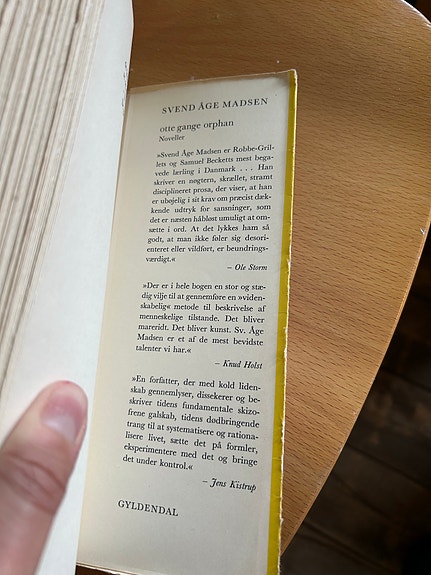 SVEND ÅGE MADSEN
otte gange orphan
Noveller
»Svend Åge Madsen er Robbe-Gril-
lets og Samuel Becketts mest bega-
vede lærling i Danmark . . . Han
skriver en nøgtern, skrællet, stramt
disciplineret prosa, der viser, at han
er ubøjelig i sit krav om præcist dæk-
kende udtryk for sansninger, som
det er næsten håbløst umuligt at om-
sætte i ord. At det lykkes ham så
godt, at man ikke føler sig desori-
enteret eller vildført, er beundrings-
værdigt.«
– Ole Storm
»Der er i hele bogen en stor og stæ-
dig vilje til at gennemføre en »viden-
skabelig« metode til beskrivelse af
menneskelige tilstande. Det bliver
mareridt. Det bliver kunst. Sv. Åge
Madsen er et af de mest bevidste
talenter vi har.«
– Knud Holst
»En forfatter, der med kold liden-
skab gennemlyser, dissekerer og be-
skriver tidens fundamentale skizo-
frene galskab, tidens dødbringende
trang til at systematisere og rationa-
lisere livet, sætte det på formler,
eksperimentere med det og bringe
det under kontrol.«
– Jens Kistrup
GYLDENDAL